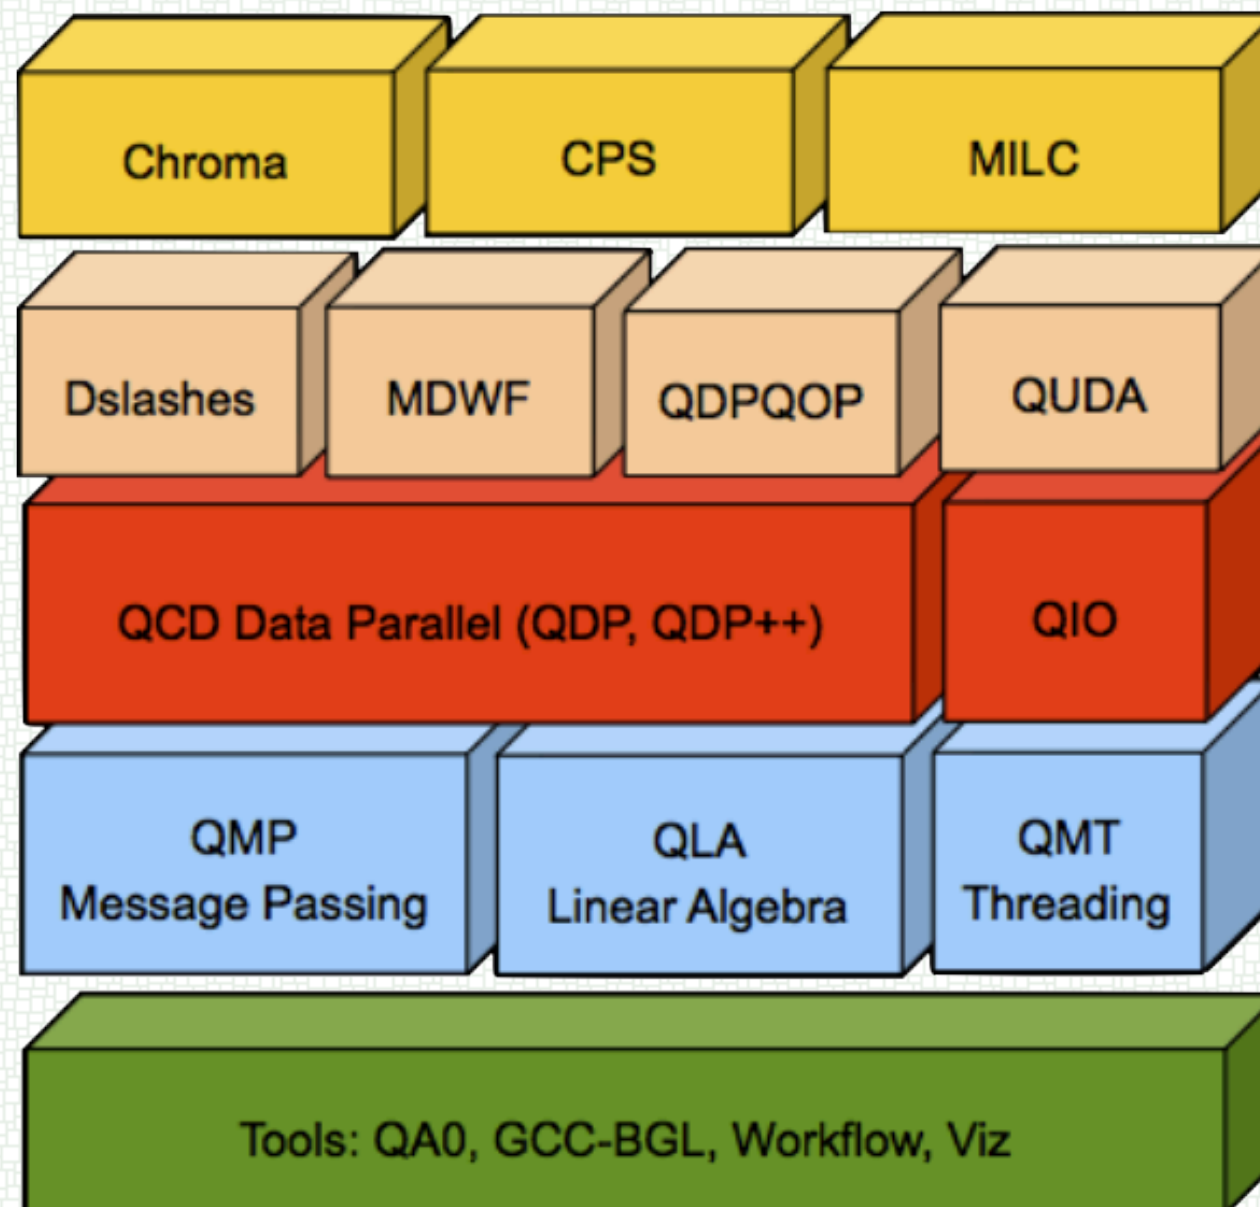 Chroma
CPS
MILC
Dslashes
MDWF
QDPQOP
QUDA
QCD Data Parallel (QDP, QDP++)
QIO
QMP
Message Passing
QLA
Linear Algebra
QMT
Threading
Tools: QA0, GCC-BGL, Workflow, Viz